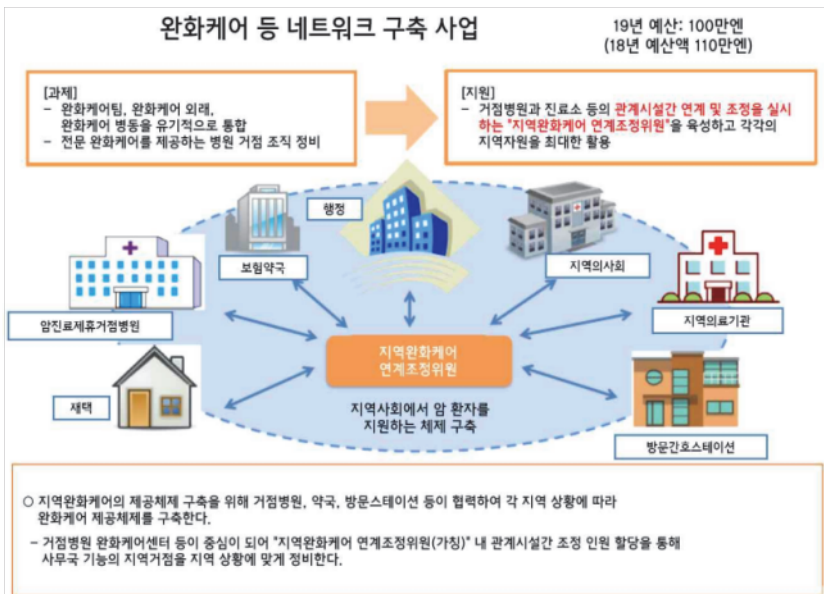 완화케어 등 네트워크 구축 사업
19년 예산: 100만엔
(18년 예산액 110만엔)
[과제]
- 완화케어팀, 완화케어 외래,
완화케어 병동을 유기적으로 통합
- 전문 완화케어를 제공하는 병원 거점 조직 정비
[지원]
- 거점병원과 진료소 등의 관계시설간 연계 및 조정을 실시
하는 "지역완화케어 연계조정위원"을 육성하고 각각의
지역자원을 최대한 활용
행정
보험약국
지역의사회
암진료제휴거점병원
지역의료기관
지역완화케어
연계조정위원
재택
지역사회에서 암 환자를
지원하는 체제 구축
방문간호스테이션
○ 지역완화케어의 제공체제 구축을 위해 거점병원, 약국, 방문스테이션 등이 협력하여 각 지역 상황에 따라
완화케어 제공체제를 구축한다.
- 거점병원 완화케어센터 등이 중심이 되어 "지역완화케어 연계조정위원(가칭)" 내 관계시설간 조정 인원 할당을 통해
사무국 기능의 지역거점을 지역 상황에 맞게 정비한다.